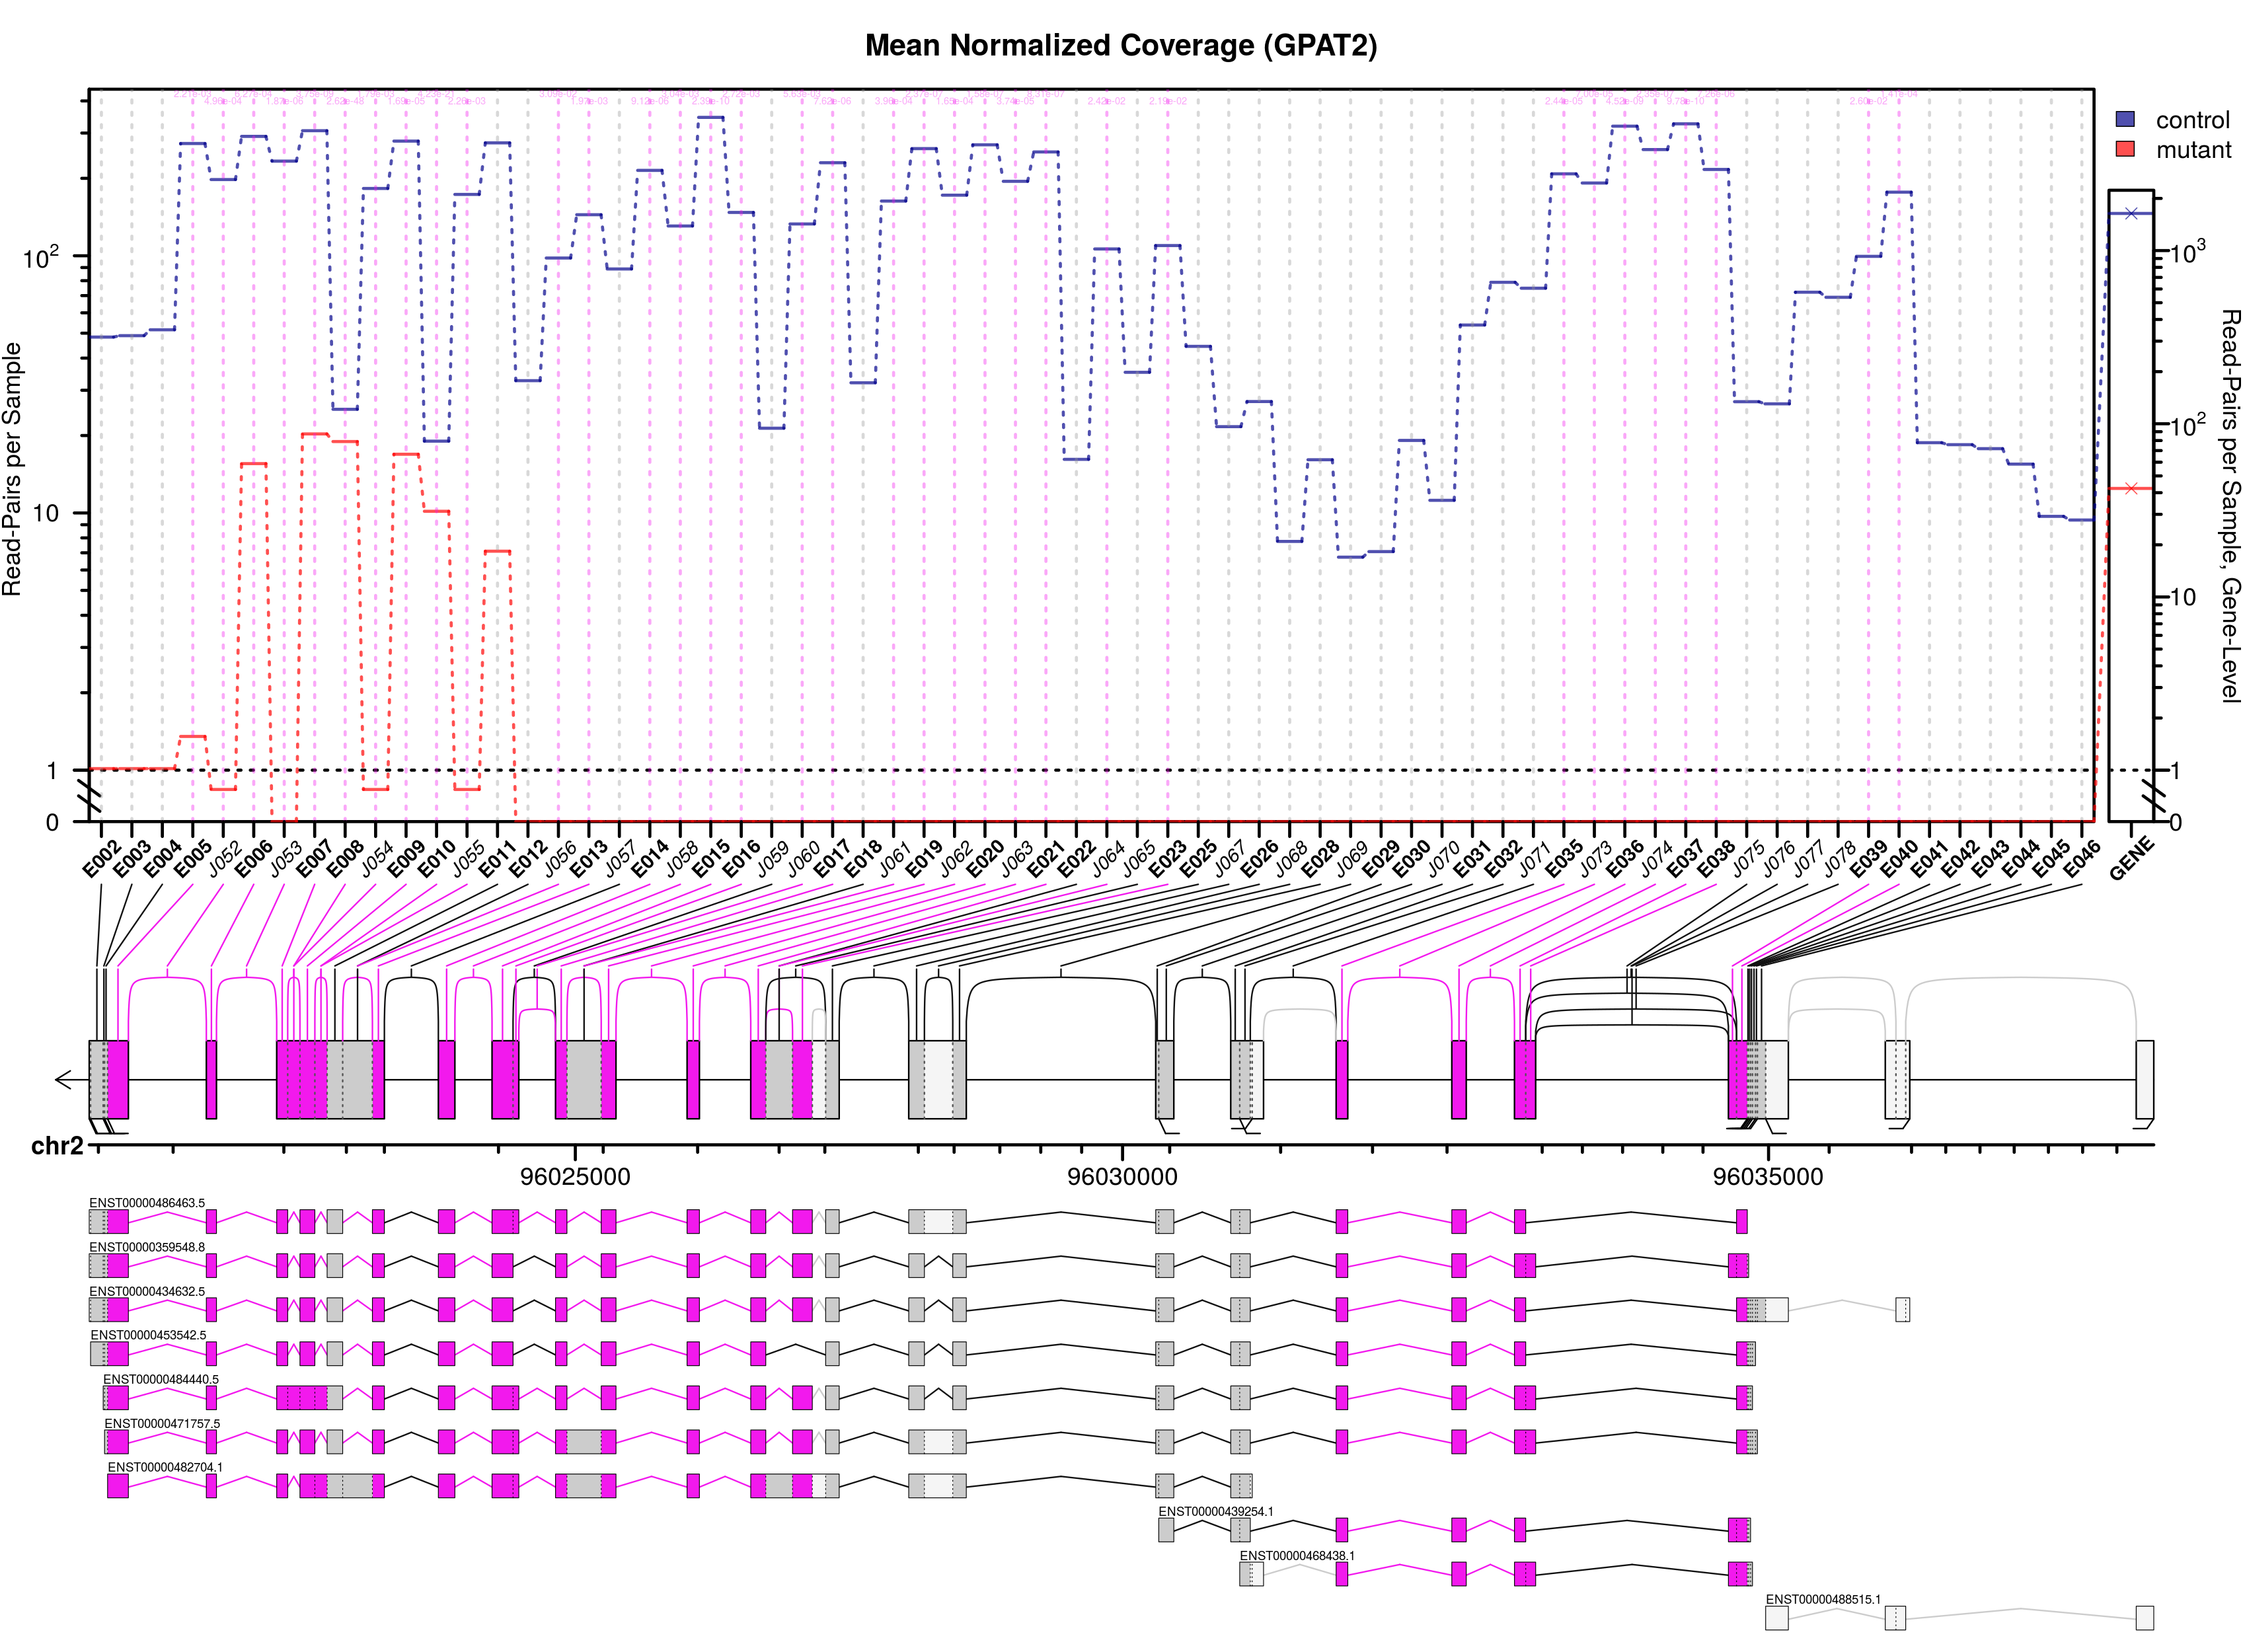 Mean Normalized Coverage (GPAT2)
control
mutant
Read-Pairs per Sample
10²
10
1
0
Read-Pairs per Sample, Gene-Level
10³
10²
10
1
0
E002 E003 E004 E005 J052 E006 J053 E007 E008 J054 E009 E010 J055 E011 E012 J056 E013 J057 E014 J058 E015 E016 J059 J060 E017 E018 J061 E019 J062 E020 J063 E021 E022 J064 J065 E023 E025 J067 E026 J068 E028 J069 E029 E030 J070 E031 E032 J071 E035 J073 E036 J074 E037 E038 J075 J076 J077 J078 E039 E040 E041 E042 E043 E044 E045 E046 GENE
chr2
96025000 96030000 96035000
ENST00000486463.5
ENST00000359548.8
ENST00000434632.5
ENST00000453542.5
ENST00000484440.5
ENST00000471757.5
ENST00000482704.1
ENST00000439254.1
ENST00000468438.1
ENST00000488515.1